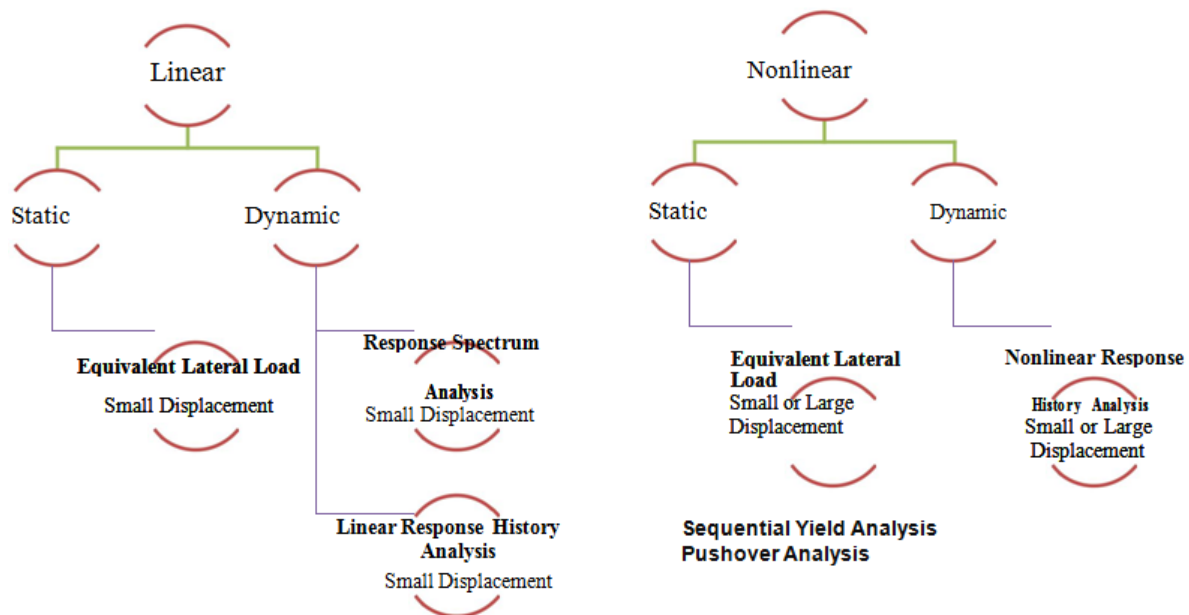 Linear
Static
Dynamic
Equivalent Lateral Load
Small Displacement
Response Spectrum
Analysis
Small Displacement
Linear Response History
Analysis
Small Displacement
Nonlinear
Static
Dynamic
Equivalent Lateral
Load
Small or Large
Displacement
Nonlinear Response
History Analysis
Small or Large
Displacement
Sequential Yield Analysis
Pushover Analysis